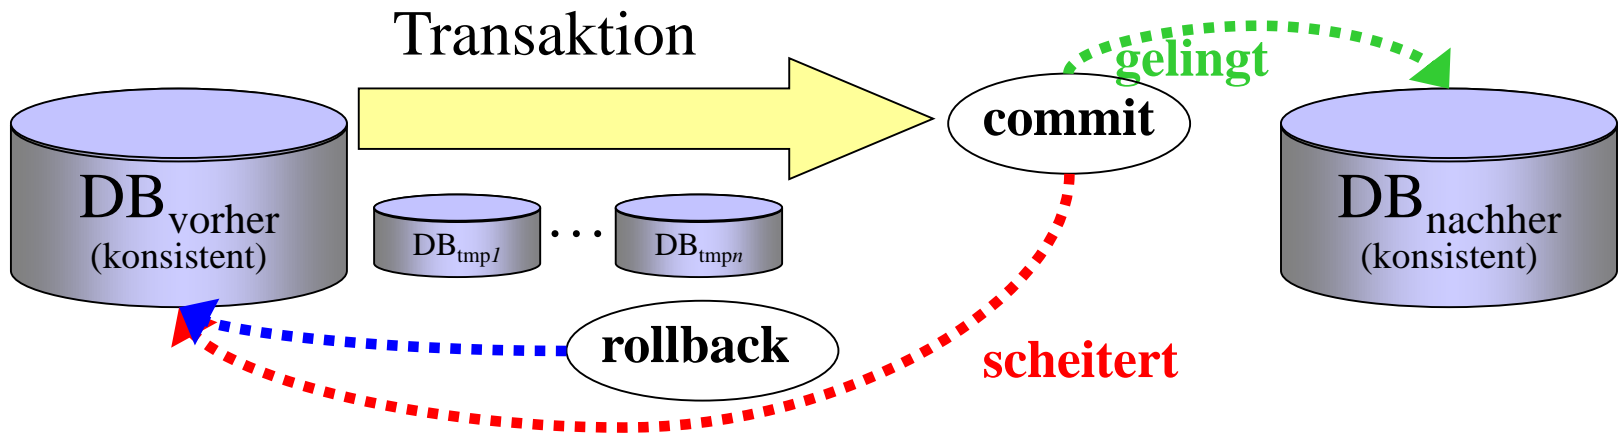 Transaktion
gelingt
commit
DBvorher
(konsistent)
DBtmp1
...
DBtmpn
DBnachher
(konsistent)
rollback
scheitert